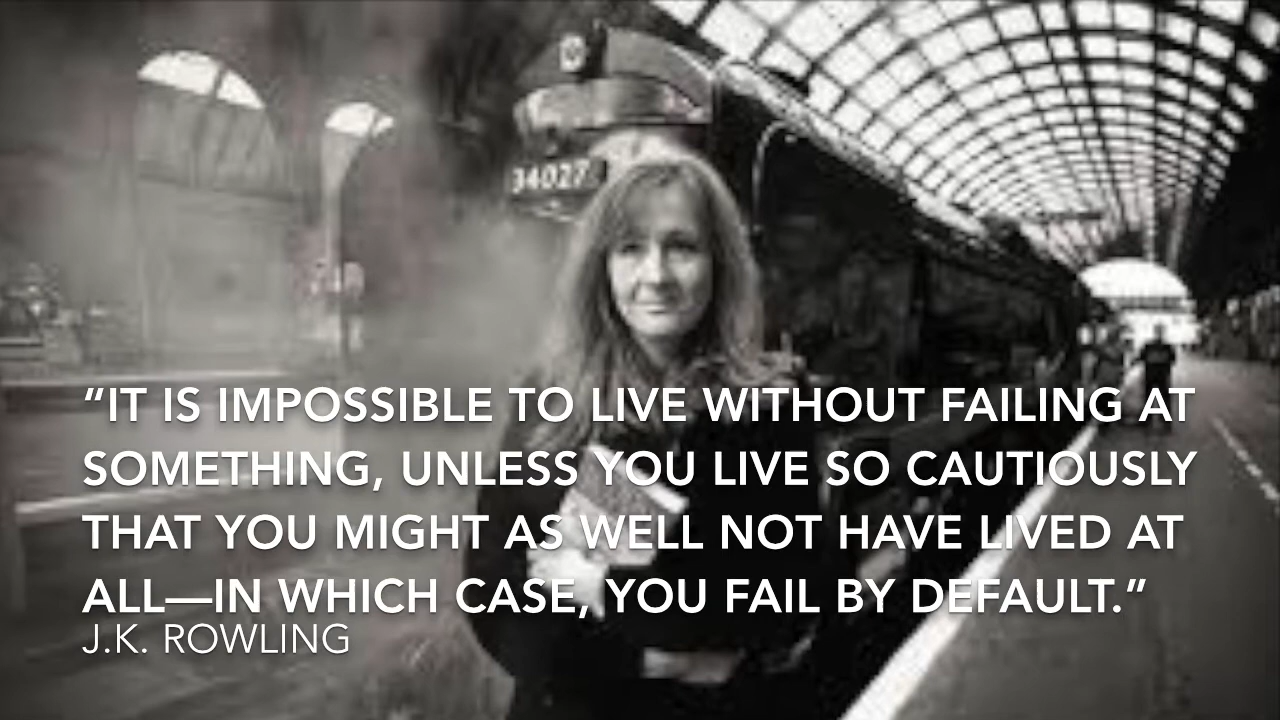 34027
“IT IS IMPOSSIBLE TO LIVE WITHOUT FAILING AT
SOMETHING, UNLESS YOU LIVE SO CAUTIOUSLY
THAT YOU MIGHT AS WELL NOT HAVE LIVED AT
ALL—IN WHICH CASE, YOU FAIL BY DEFAULT.”
J.K. ROWLING